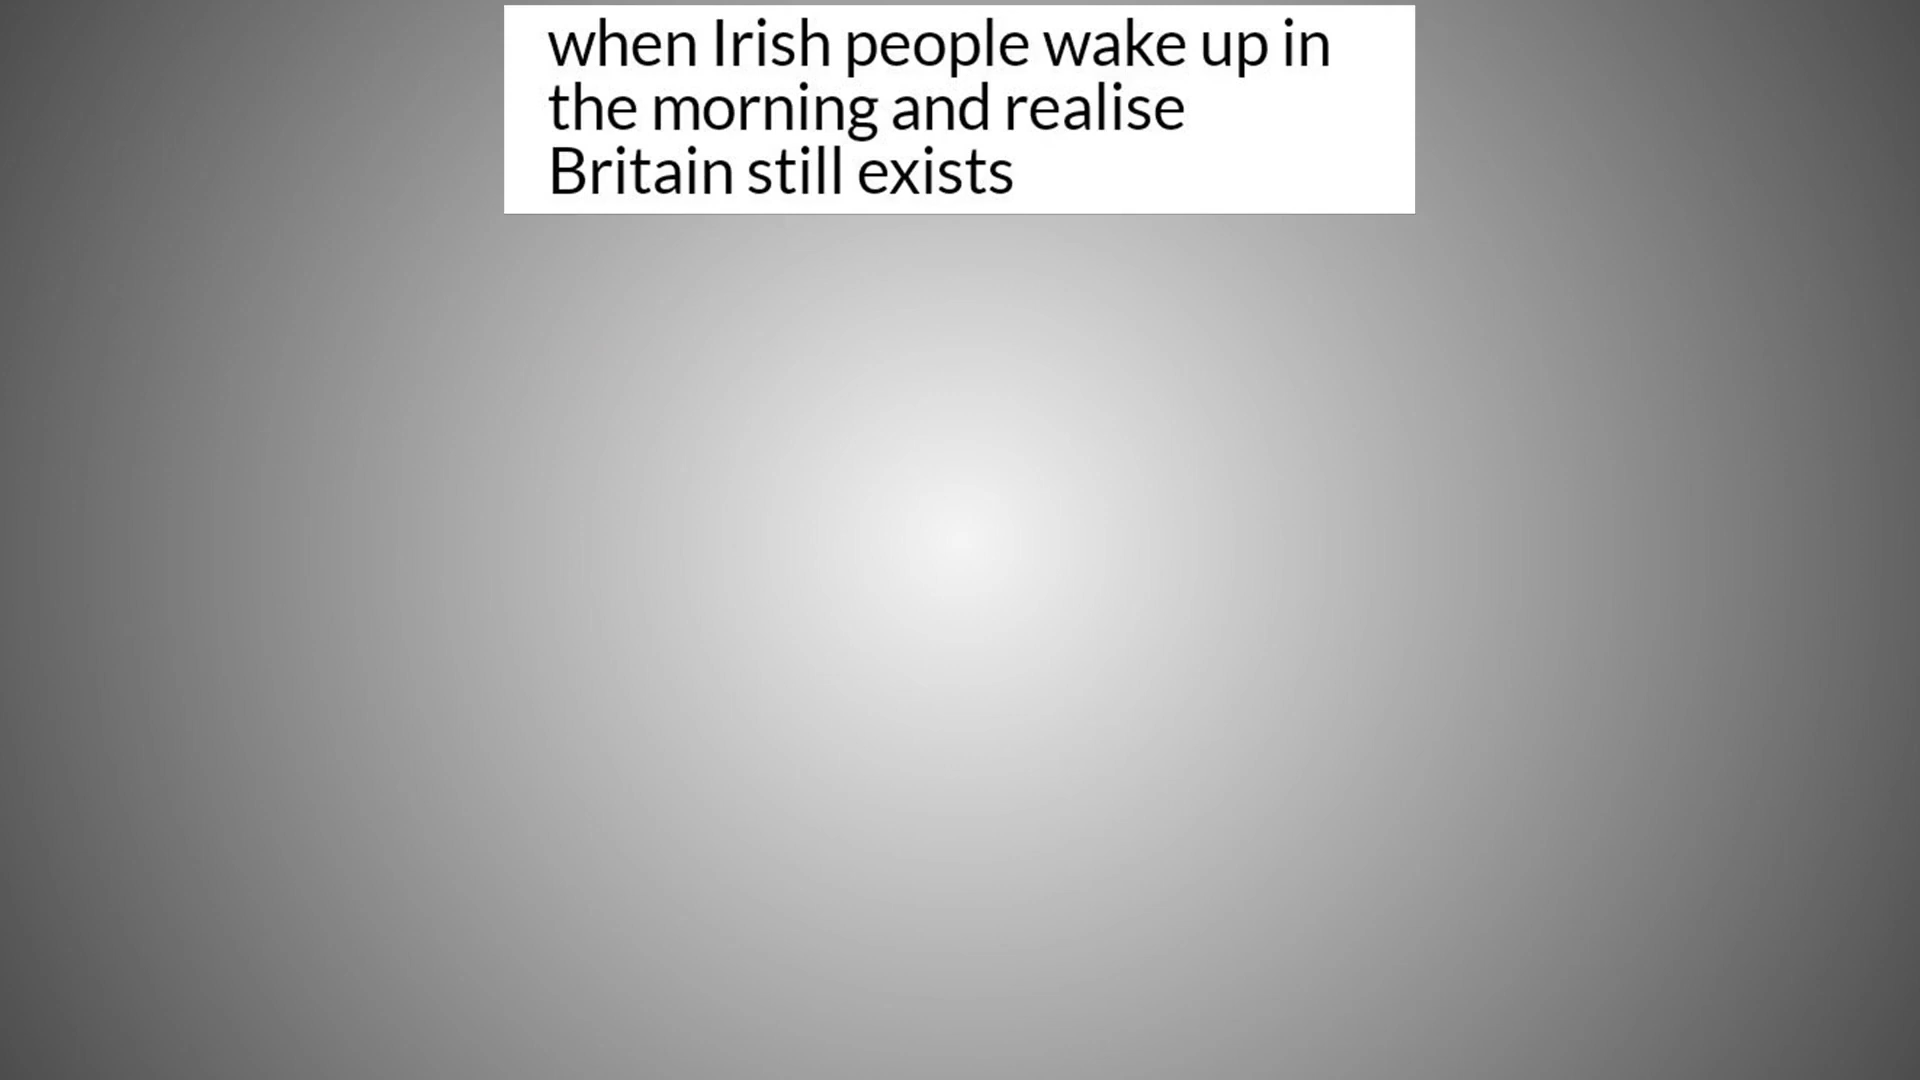 when Irish people wake up in
the morning and realise
Britain still exists